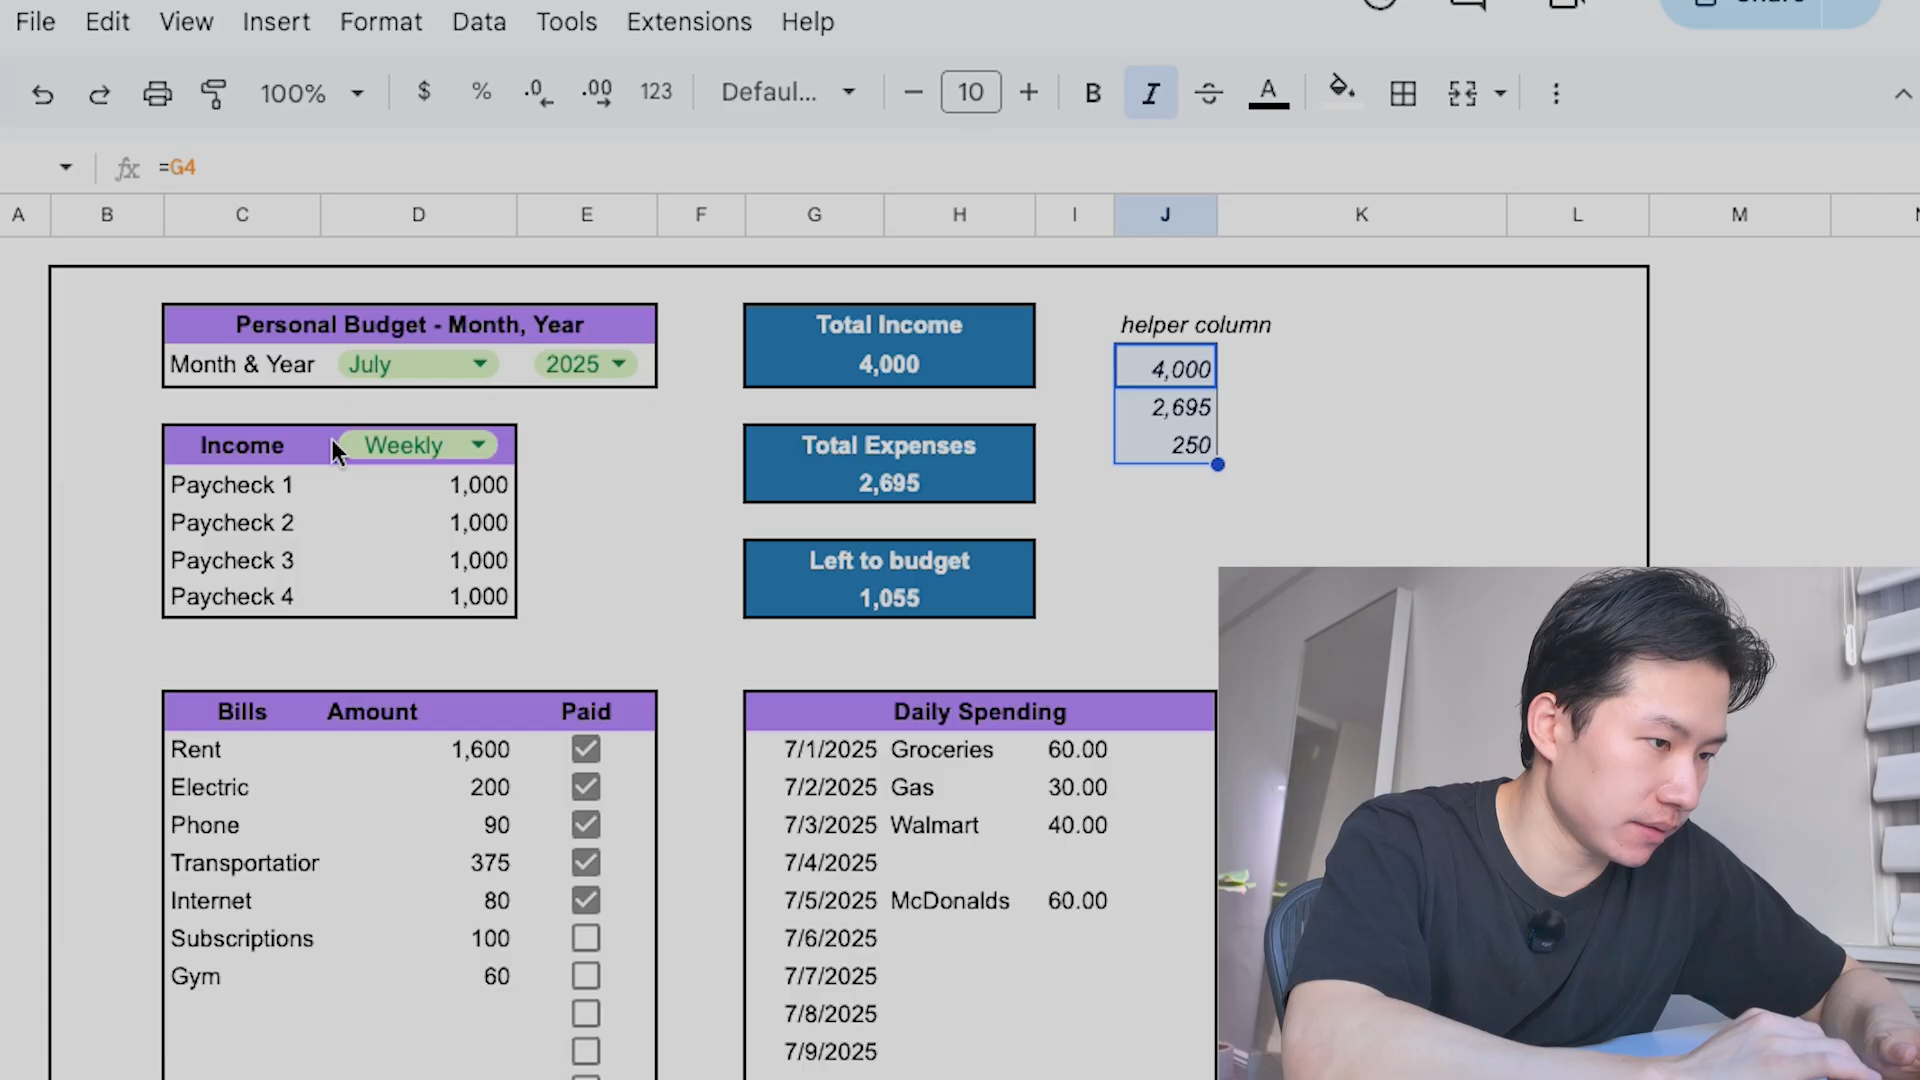 File Edit View Insert Format Data Tools Extensions Help
100% $ % .0 .00 123 Defaul... 10 B I A
fx =G4
A B C D E F G H I J K L M
Personal Budget - Month, Year
Month & Year July 2025
Total Income
4,000
helper column
4,000
2,695
250
Income Weekly
Paycheck 1 1,000
Paycheck 2 1,000
Paycheck 3 1,000
Paycheck 4 1,000
Total Expenses
2,695
Left to budget
1,055
Bills Amount Paid
Rent 1,600
Electric 200
Phone 90
Transportation 375
Internet 80
Subscriptions 100
Gym 60
Daily Spending
7/1/2025 Groceries 60.00
7/2/2025 Gas 30.00
7/3/2025 Walmart 40.00
7/4/2025
7/5/2025 McDonalds 60.00
7/6/2025
7/7/2025
7/8/2025
7/9/2025